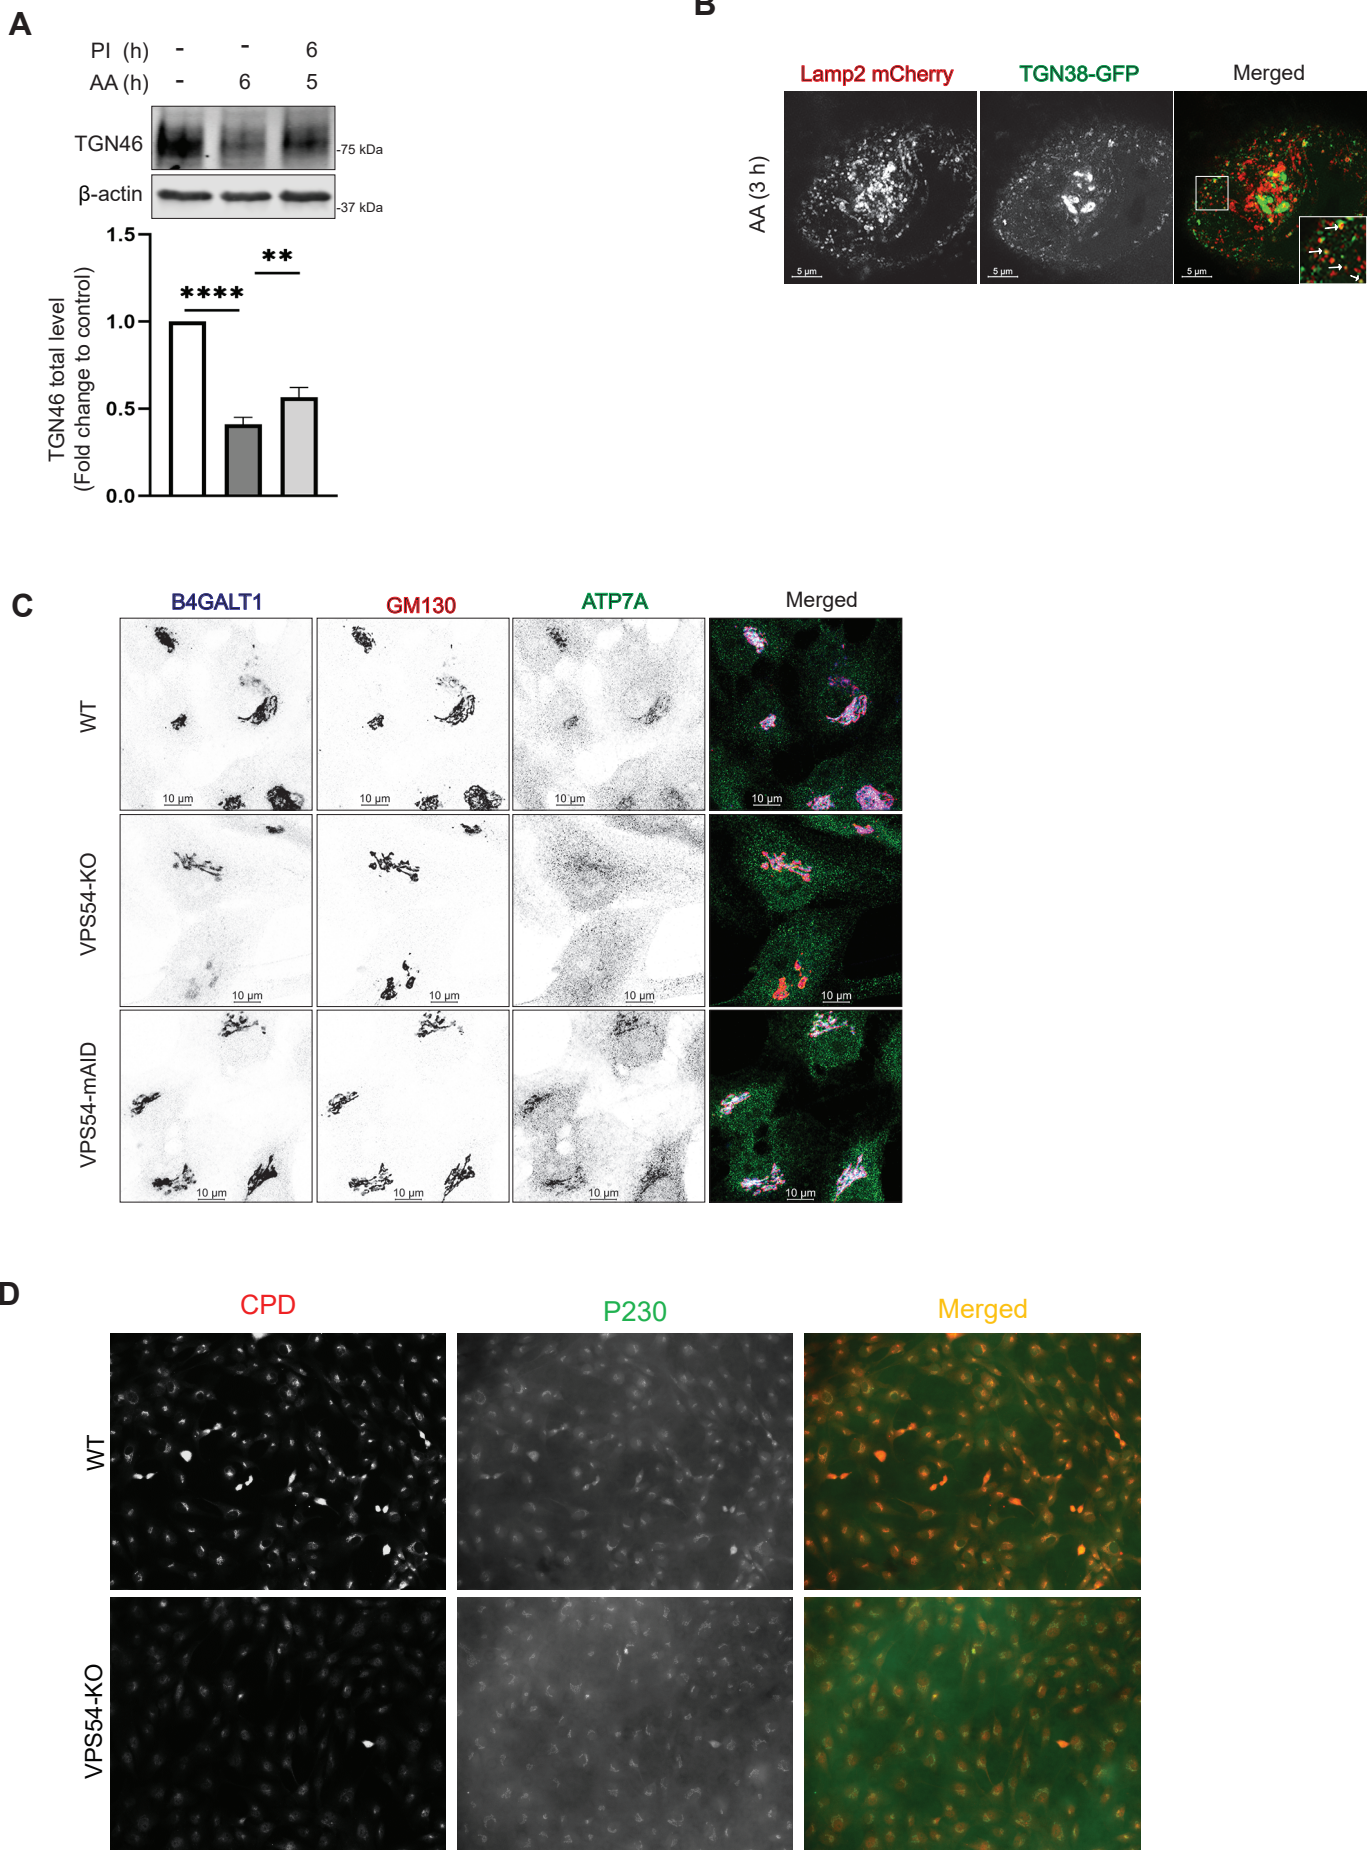 A
PI (h) - - 6
AA (h) - 6 5
TGN46
-75 kDa
β-actin
-37 kDa
TGN46 total level
(Fold change to control)
1.5
1.0
0.5
0.0
****
**
B
Lamp2 mCherry TGN38-GFP Merged
AA (3 h)
5 µm 5 µm 5 µm
C
B4GALT1 GM130 ATP7A Merged
WT
10 µm 10 µm 10 µm 10 µm
VPS54-KO
10 µm 10 µm 10 µm 10 µm
VPS54-mAID
10 µm 10 µm 10 µm 10 µm
D
CPD P230 Merged
WT
VPS54-KO